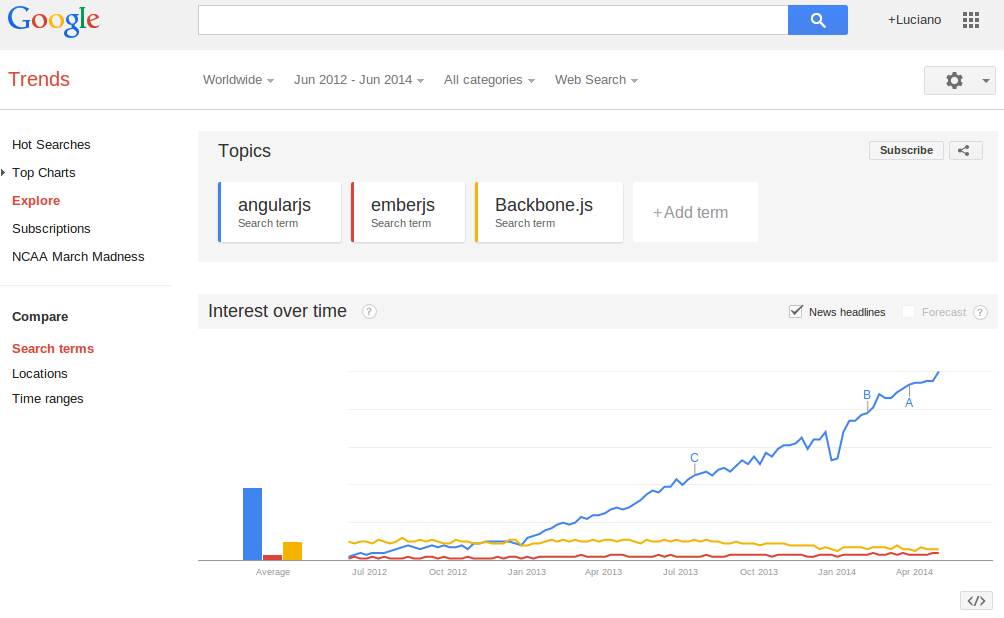 Google
+Luciano
Trends
Worldwide Jun 2012 - Jun 2014 All categories Web Search
Hot Searches
Top Charts
Explore
Subscriptions
NCAA March Madness
Compare
Search terms
Locations
Time ranges
Topics
Subscribe
angularjs
Search term
emberjs
Search term
Backbone.js
Search term
+Add term
Interest over time ?
News headlines
Forecast ?
B
A
C
Average
Jul 2012 Oct 2012 Jan 2013 Apr 2013 Jul 2013 Oct 2013 Jan 2014 Apr 2014
</>